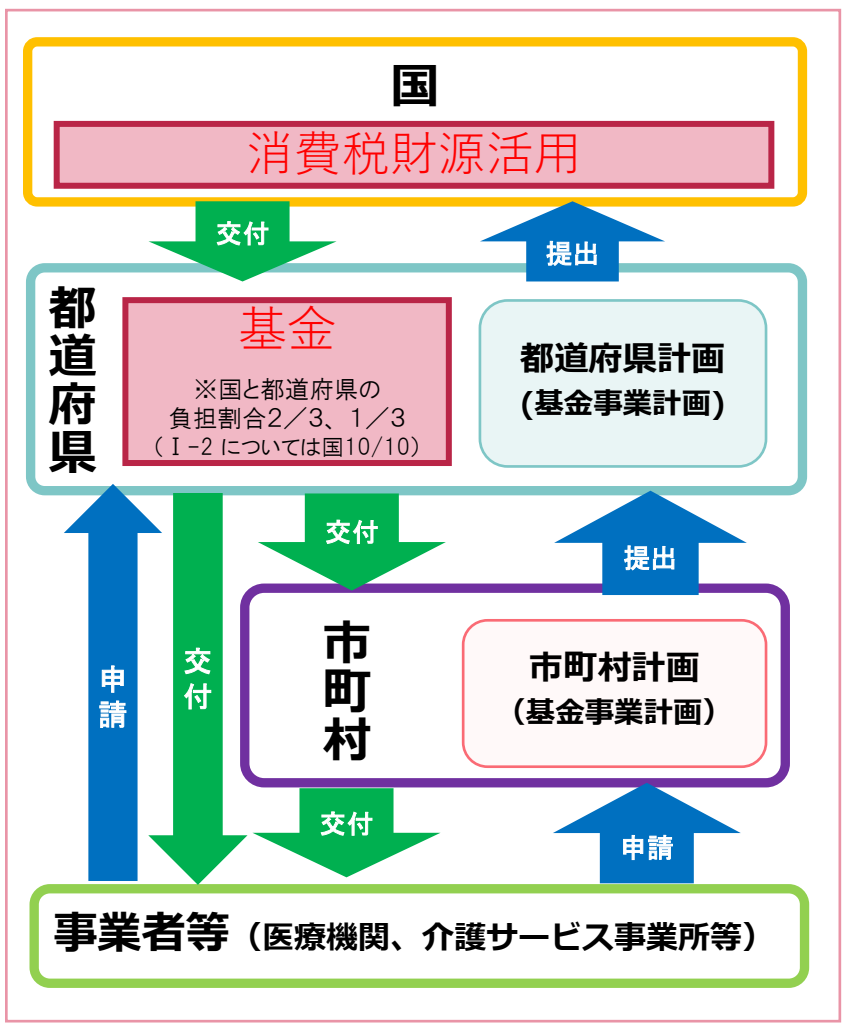 国
消費税財源活用
交付
提出
都道府県
基金
※国と都道府県の
負担割合2／3、1／3
（Ⅰ-2 については国10/10）
都道府県計画
(基金事業計画)
交付
提出
申請
交付
市町村
市町村計画
（基金事業計画）
交付
申請
事業者等（医療機関、介護サービス事業所等）